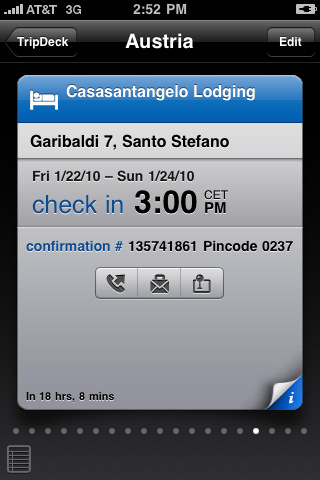 AT&T 3G 2:52 PM
TripDeck Austria Edit
Casasantangelo Lodging
Garibaldi 7, Santo Stefano
Fri 1/22/10 – Sun 1/24/10
check in 3:00 CET PM
confirmation # 135741861 Pincode 0237
In 18 hrs, 8 mins
i